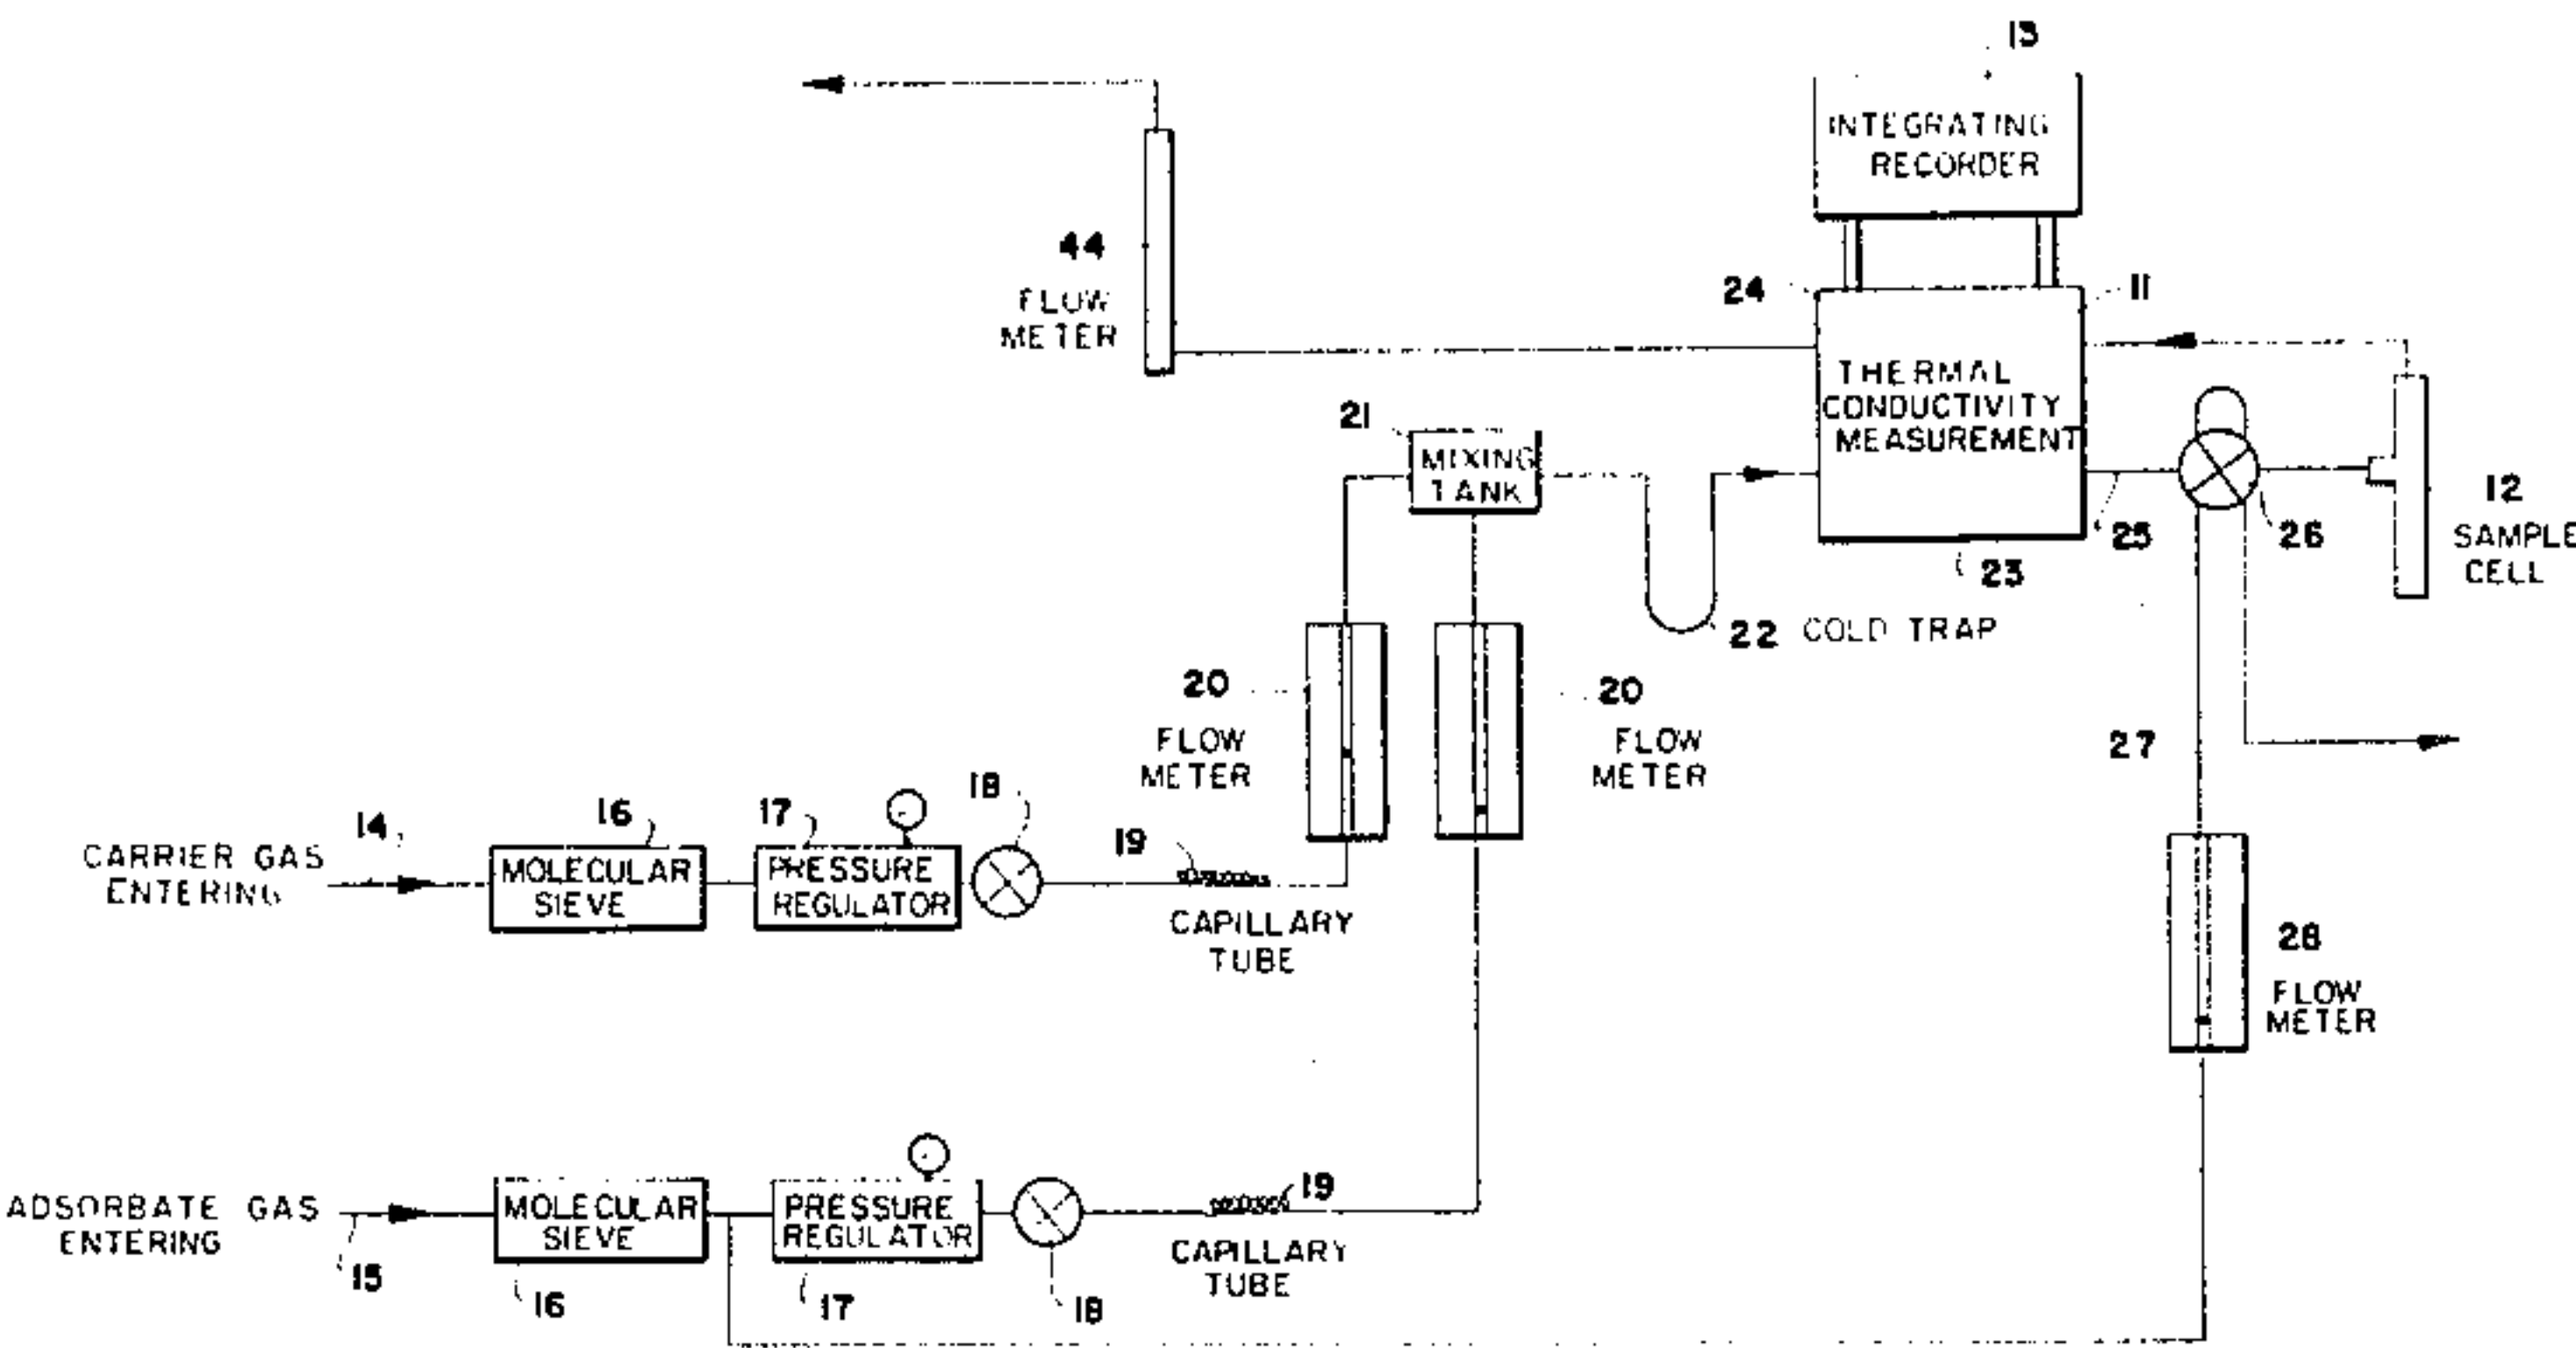 13
INTEGRATING
RECORDER
44
FLOW
METER
24
11
THERMAL
CONDUCTIVITY
MEASUREMENT
21
MIXING
TANK
12
SAMPLE
CELL
25
26
23
22 COLD TRAP
20
FLOW
METER
20
FLOW
METER
27
14
CARRIER GAS
ENTERING
16
MOLECULAR
SIEVE
17
PRESSURE
REGULATOR
18
19
CAPILLARY
TUBE
28
FLOW
METER
ADSORBATE GAS
ENTERING
15
MOLECULAR
SIEVE
16
PRESSURE
REGULATOR
17
18
19
CAPILLARY
TUBE